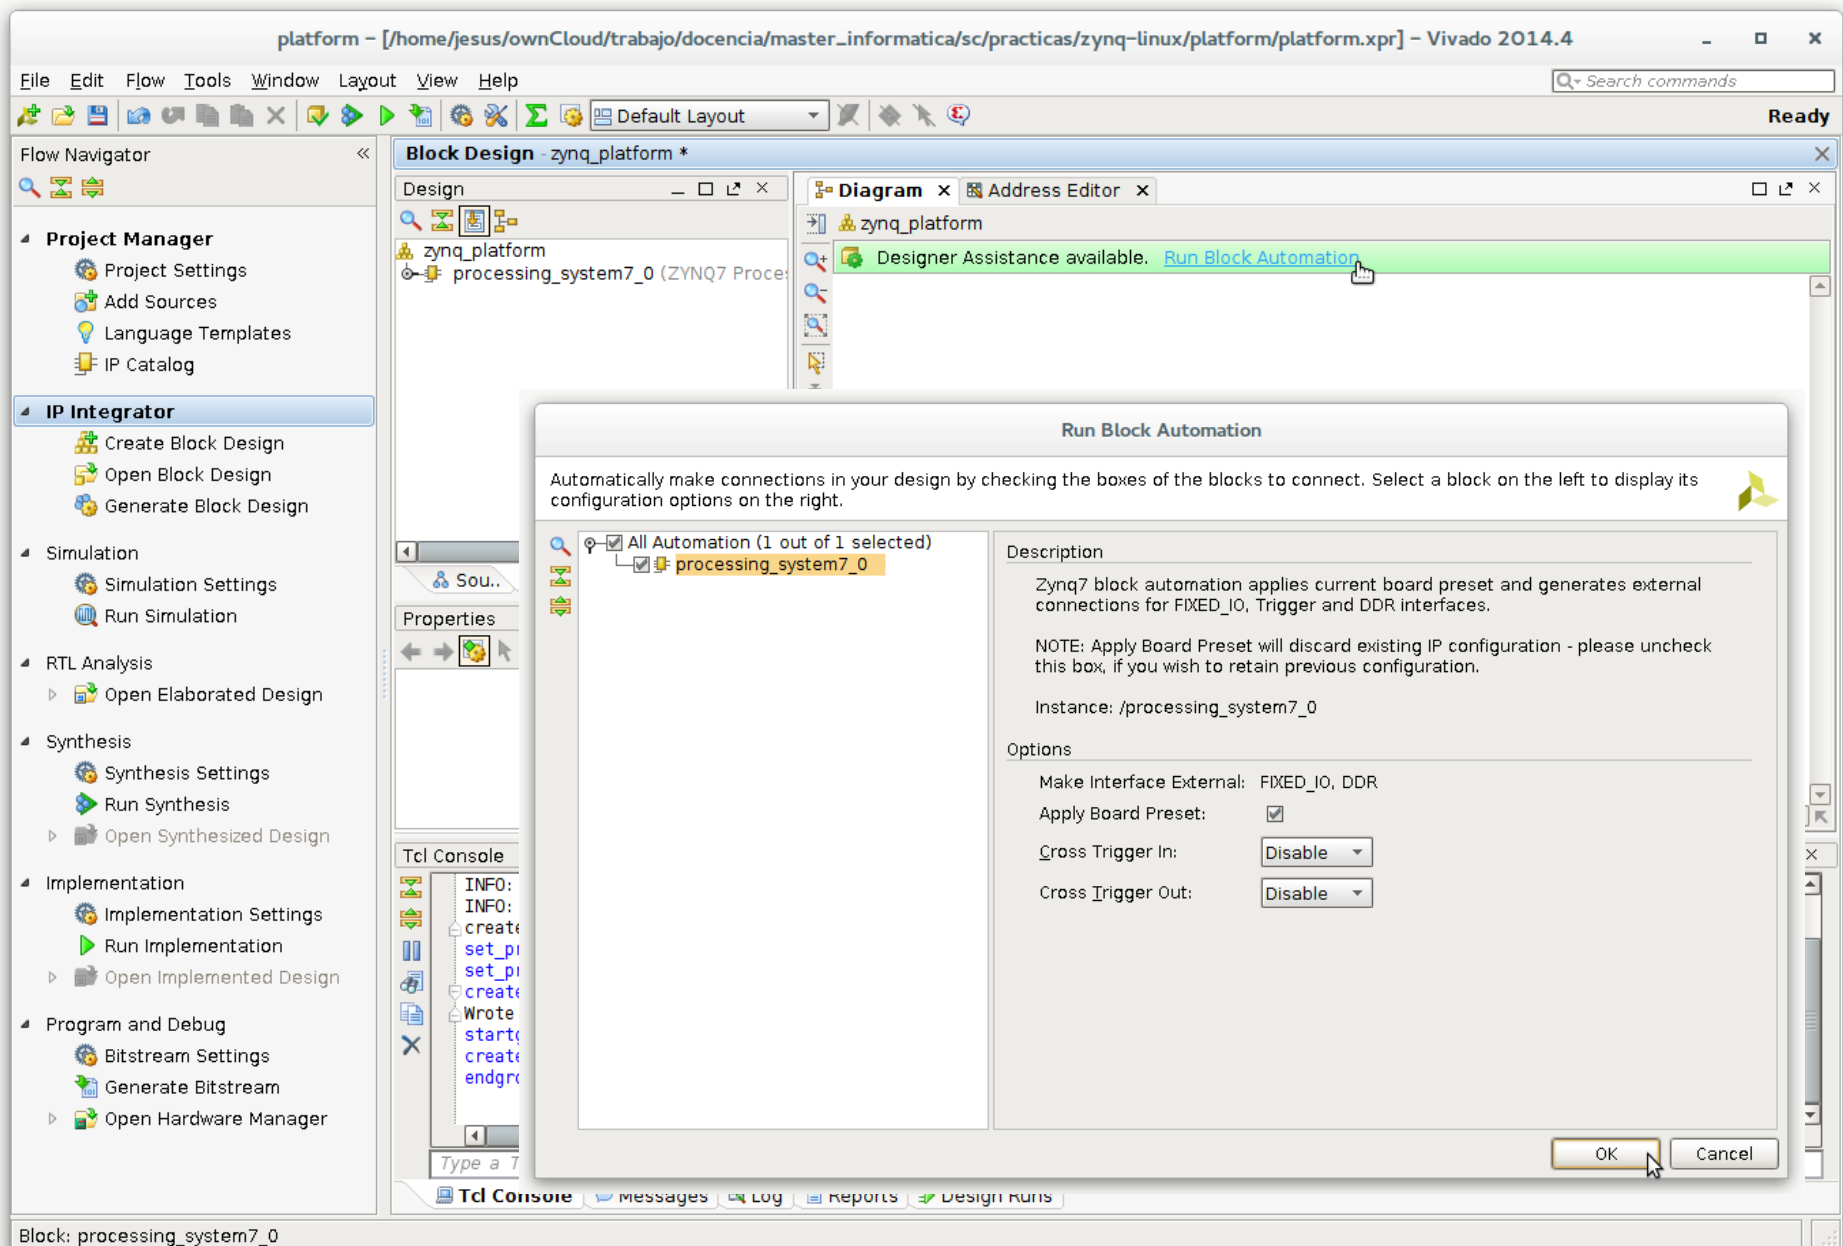 platform – [/home/jesus/ownCloud/trabajo/docencia/master_informatica/sc/practicas/zynq-linux/platform/platform.xpr] – Vivado 2014.4
File Edit Flow Tools Window Layout View Help
Search commands
Default Layout
Ready
Flow Navigator
Project Manager
Project Settings
Add Sources
Language Templates
IP Catalog
IP Integrator
Create Block Design
Open Block Design
Generate Block Design
Simulation
Simulation Settings
Run Simulation
RTL Analysis
Open Elaborated Design
Synthesis
Synthesis Settings
Run Synthesis
Open Synthesized Design
Implementation
Implementation Settings
Run Implementation
Open Implemented Design
Program and Debug
Bitstream Settings
Generate Bitstream
Open Hardware Manager
Block Design - zynq_platform *
Design
zynq_platform
processing_system7_0 (ZYNQ7 Proce
Sou..
Properties
Diagram
Address Editor
zynq_platform
Designer Assistance available. Run Block Automation
Run Block Automation
Automatically make connections in your design by checking the boxes of the blocks to connect. Select a block on the left to display its
configuration options on the right.
All Automation (1 out of 1 selected)
processing_system7_0
Description
Zynq7 block automation applies current board preset and generates external
connections for FIXED_IO, Trigger and DDR interfaces.
NOTE: Apply Board Preset will discard existing IP configuration - please uncheck
this box, if you wish to retain previous configuration.
Instance: /processing_system7_0
Options
Make Interface External: FIXED_IO, DDR
Apply Board Preset:
Cross Trigger In: Disable
Cross Trigger Out: Disable
OK
Cancel
Tcl Console
INFO:
INFO:
create
set_pr
set_pr
create
Wrote
startg
create
endgro
Type a T
Tcl Console Messages Log Reports Design Runs
Block: processing_system7_0